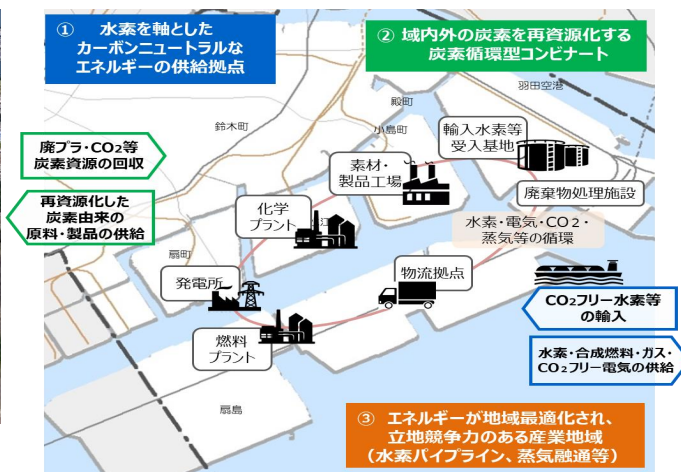 ① 水素を軸とした
カーボンニュートラルな
エネルギーの供給拠点
② 域内外の炭素を再資源化する
炭素循環型コンビナート
羽田空港
殿町
鈴木町
小島町
輸入水素等
受入基地
廃プラ・CO₂等
炭素資源の回収
素材・
製品工場
廃棄物処理施設
再資源化した
炭素由来の
原料・製品の供給
化学
プラント
水素・電気・CO₂・
蒸気等の循環
扇町
発電所
物流拠点
CO₂フリー水素等
の輸入
燃料
プラント
水素・合成燃料・ガス・
CO₂フリー電気の供給
扇島
③ エネルギーが地域最適化され、
立地競争力のある産業地域
（水素パイプライン、蒸気融通等）